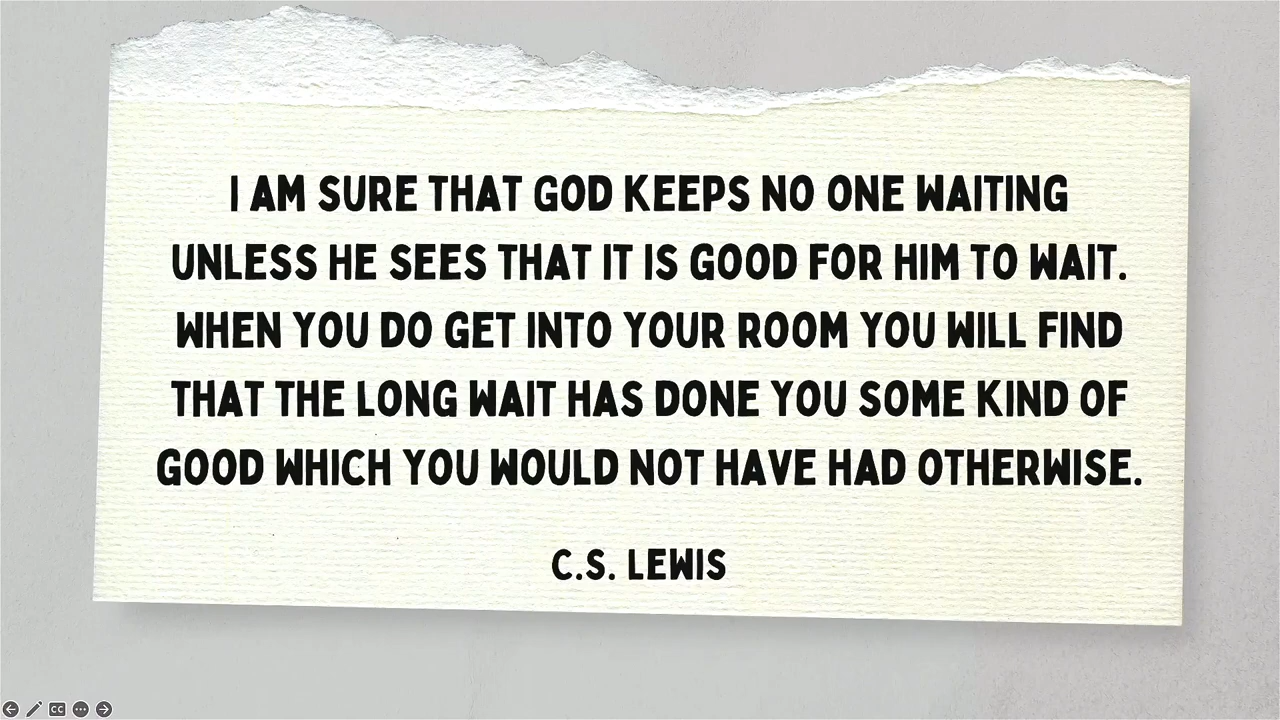 I AM SURE THAT GOD KEEPS NO ONE WAITING
UNLESS HE SEES THAT IT IS GOOD FOR HIM TO WAIT.
WHEN YOU DO GET INTO YOUR ROOM YOU WILL FIND
THAT THE LONG WAIT HAS DONE YOU SOME KIND OF
GOOD WHICH YOU WOULD NOT HAVE HAD OTHERWISE.
C.S. LEWIS
CC